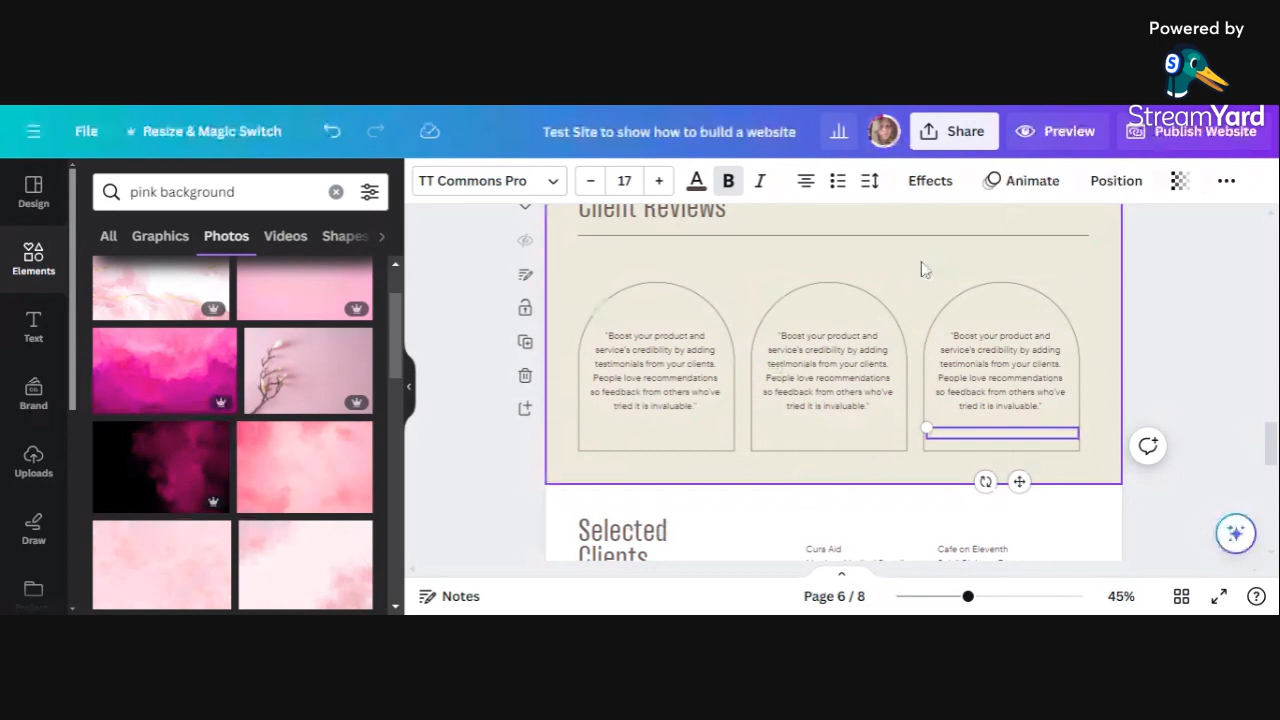 Powered by
S
StreamYard
File
Resize & Magic Switch
Test Site to show how to build a website
Share
Preview
Publish Website
Design
Elements
Text
Brand
Uploads
Draw
pink background
All
Graphics
Photos
Videos
Shapes
TT Commons Pro
− 17 +
A
B
I
Effects
Animate
Position
Client Reviews
"Boost your product and
service's credibility by adding
testimonials from your clients.
People love recommendations
so feedback from others who've
tried it is invaluable."
"Boost your product and
service's credibility by adding
testimonials from your clients.
People love recommendations
so feedback from others who've
tried it is invaluable."
"Boost your product and
service's credibility by adding
testimonials from your clients.
People love recommendations
so feedback from others who've
tried it is invaluable."
Selected
Clients
Cura Aid
Cafe on Eleventh
Notes
Page 6 / 8
45%